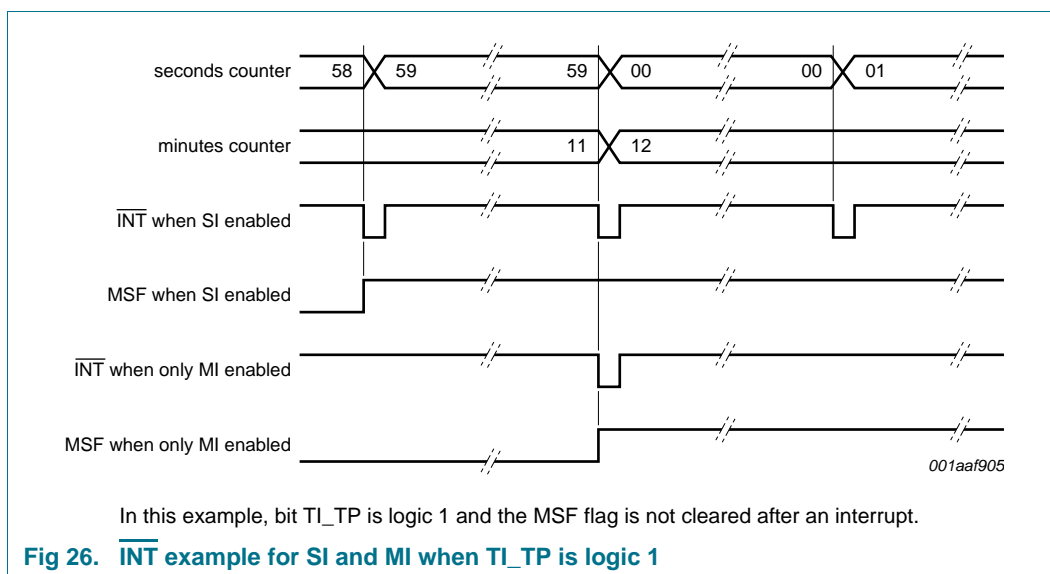 seconds counter 58 59 59 00 00 01
minutes counter 11 12
INT when SI enabled
MSF when SI enabled
INT when only MI enabled
MSF when only MI enabled
001aaf905
In this example, bit TI_TP is logic 1 and the MSF flag is not cleared after an interrupt.
Fig 26. INT example for SI and MI when TI_TP is logic 1